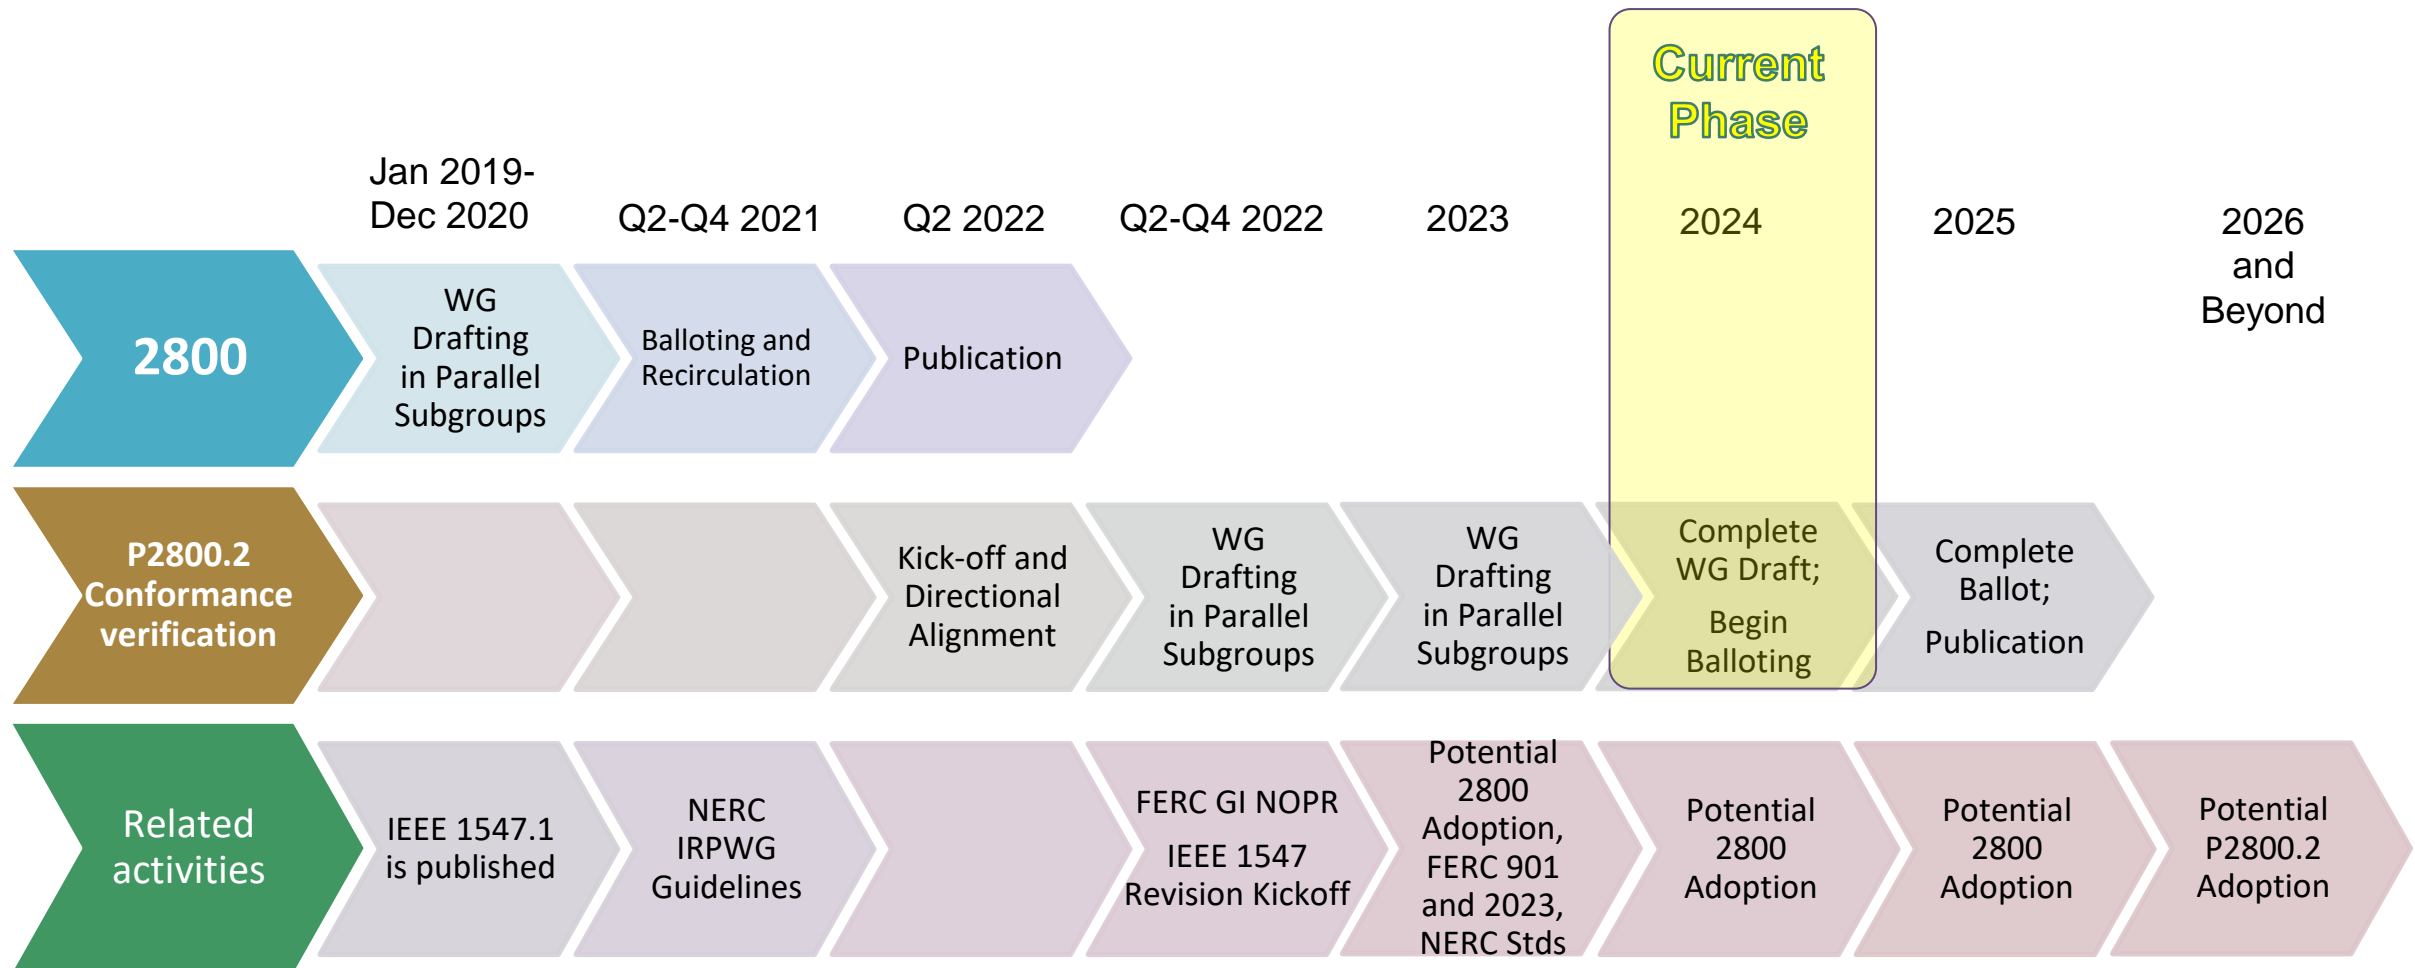 Current
Phase
Jan 2019-
Dec 2020
Q2-Q4 2021
Q2 2022
Q2-Q4 2022
2023
2024
2025
2026
and
Beyond
2800
WG
Drafting
in Parallel
Subgroups
Balloting and
Recirculation
Publication
P2800.2
Conformance
verification
Kick-off and
Directional
Alignment
WG
Drafting
in Parallel
Subgroups
WG
Drafting
in Parallel
Subgroups
Complete
WG Draft;
Begin
Balloting
Complete
Ballot;
Publication
Related
activities
IEEE 1547.1
is published
NERC
IRPWG
Guidelines
FERC GI NOPR
IEEE 1547
Revision Kickoff
Potential
2800
Adoption,
FERC 901
and 2023,
NERC Stds
Potential
2800
Adoption
Potential
2800
Adoption
Potential
P2800.2
Adoption